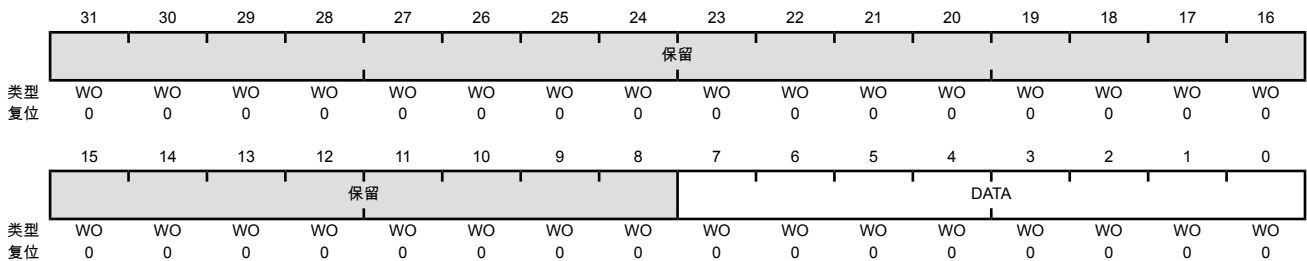 31 30 29 28 27 26 25 24 23 22 21 20 19 18 17 16
保留
类型 WO WO WO WO WO WO WO WO WO WO WO WO WO WO WO WO
复位 0 0 0 0 0 0 0 0 0 0 0 0 0 0 0 0
15 14 13 12 11 10 9 8 7 6 5 4 3 2 1 0
保留 DATA
类型 WO WO WO WO WO WO WO WO WO WO WO WO WO WO WO WO
复位 0 0 0 0 0 0 0 0 0 0 0 0 0 0 0 0